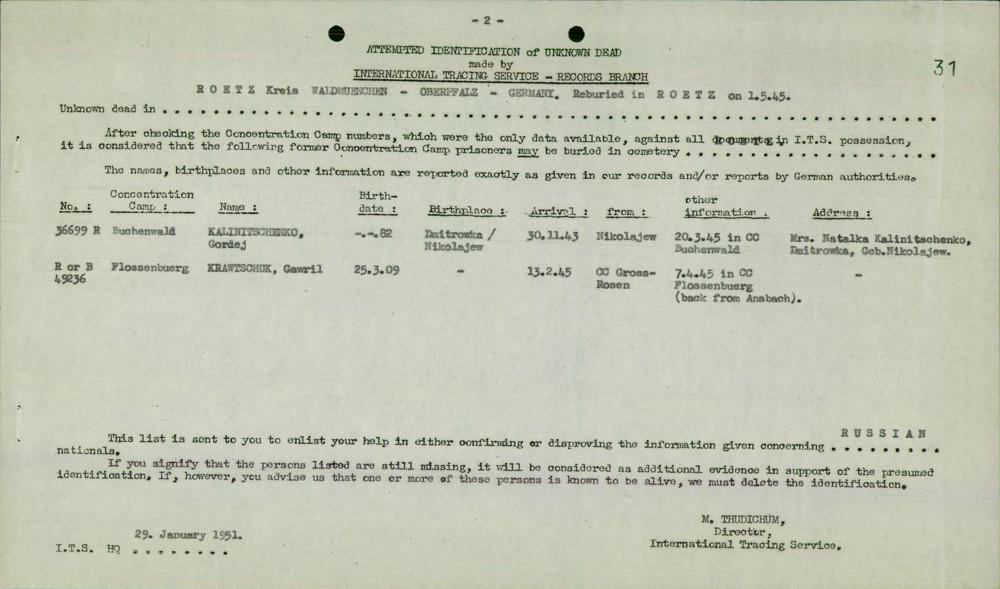 - 2 -
ATTEMPTED IDENTIFICATION of UNKNOWN DEAD
made by
INTERNATIONAL TRACING SERVICE - RECORDS BRANCH
31
R O E T Z Kreis WALDMUENCHEN - OBERPFALZ - GERMANY. Reburied in R O E T Z on 1.5.45.
Unknown dead in . . . . . . . . . . . . . . . . . . . . . . . . . . . . . . . . . . . . . . . . . . . .
After checking the Concentration Camp numbers, which were the only data available, against all documents in I.T.S. possession,
it is considered that the following former Concentration Camp prisoners may be buried in cemetery . . . . . . . . . . . . . . . . .
The names, birthplaces and other information are reported exactly as given in our records and/or reports by German authorities.
No. : Concentration Camp : Name : Birth-date : Birthplace : Arrival : from : other information : Address :
36699 R Buchenwald KALINITSCHENKO, -.-.82 Dmitrowka / 30.11.43 Nikolajew 20.3.45 in CC Mrs. Natalka Kalinitschenko,
Gordej Nikolajew Buchenwald Dmitrowka, Geb.Nikolajew.
R or B Flossenbuerg KRAWTSCHUK, Gawril 25.3.09 - 13.2.45 CC Gross- 7.4.45 in CC -
49236 Rosen Flossenbuerg
(back from Ansbach).
This list is sent to you to enlist your help in either confirming or disproving the information given concerning R U S S I A N
nationals.
If you signify that the persons listed are still missing, it will be considered as additional evidence in support of the presumed
identification. If, however, you advise us that one or more of these persons is known to be alive, we must delete the identification.
M. THUDICHUM,
Director,
International Tracing Service.
29. January 1951.
I.T.S. HQ . . . . . . . .